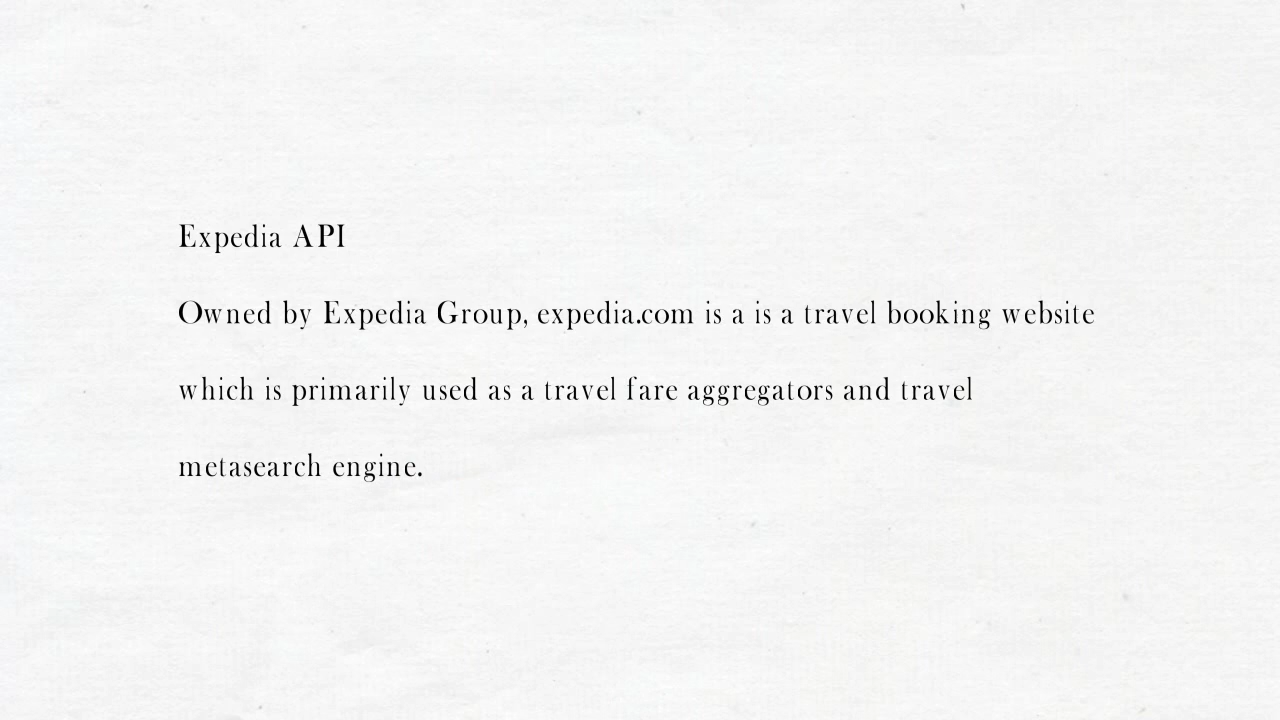 Expedia API
Owned by Expedia Group, expedia.com is a is a travel booking website
which is primarily used as a travel fare aggregators and travel
metasearch engine.